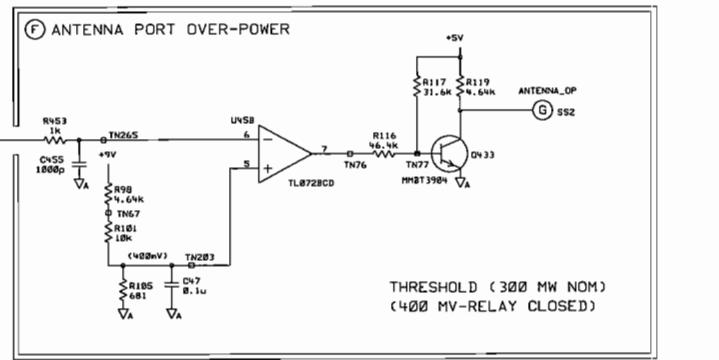 F ANTENNA PORT OVER-POWER
+5V
R117
31.6k
R119
4.64k
ANTENNA_OP
G SS2
R453
1k
TN265
U45B
6
5
7
TL072BCD
TN76
R116
46.4k
TN77
Q433
MMBT3904
A
C455
1000p
A
+9V
R98
4.64k
TN67
R101
10k
(400mV)
TN203
R105
681
A
C47
0.1u
A
THRESHOLD (300 MW NOM)
(400 MV-RELAY CLOSED)